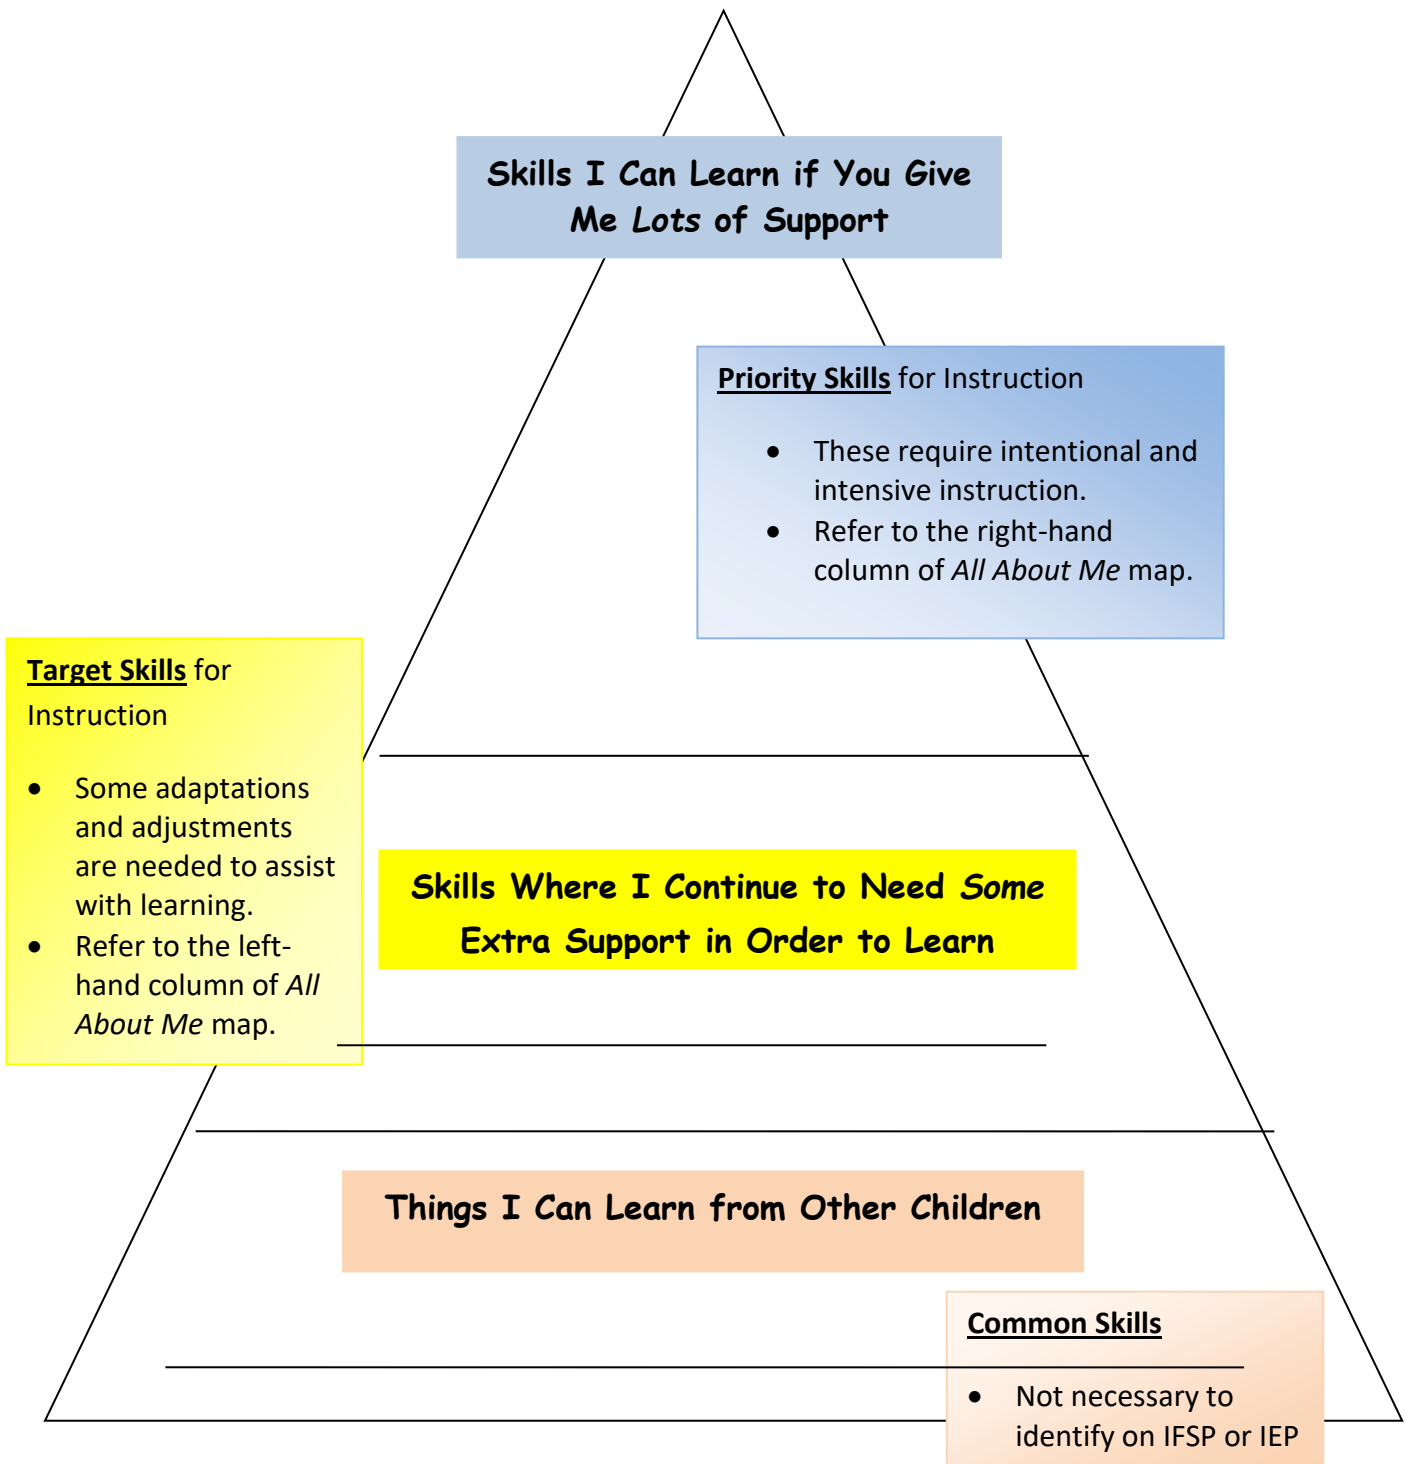 Skills I Can Learn if You Give
Me Lots of Support
Priority Skills for Instruction
• These require intentional and
intensive instruction.
• Refer to the right-hand
column of All About Me map.
Target Skills for
Instruction
• Some adaptations
and adjustments
are needed to assist
with learning.
• Refer to the left-
hand column of All
About Me map.
Skills Where I Continue to Need Some
Extra Support in Order to Learn
Things I Can Learn from Other Children
Common Skills
• Not necessary to
identify on IFSP or IEP